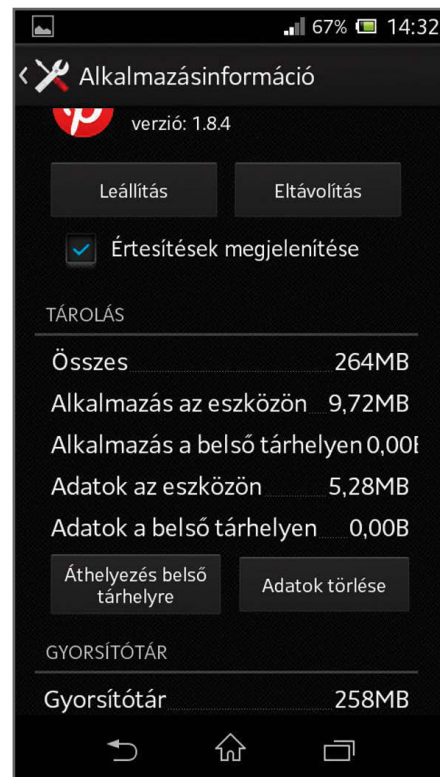 67% 14:32
Alkalmazásinformáció
verzió: 1.8.4
Leállítás Eltávolítás
Értesítések megjelenítése
TÁROLÁS
Összes 264MB
Alkalmazás az eszközön 9,72MB
Alkalmazás a belső tárhelyen 0,00
Adatok az eszközön 5,28MB
Adatok a belső tárhelyen 0,00B
Áthelyezés belső
tárhelyre
Adatok törlése
GYORSÍTÓTÁR
Gyorsítótár 258MB